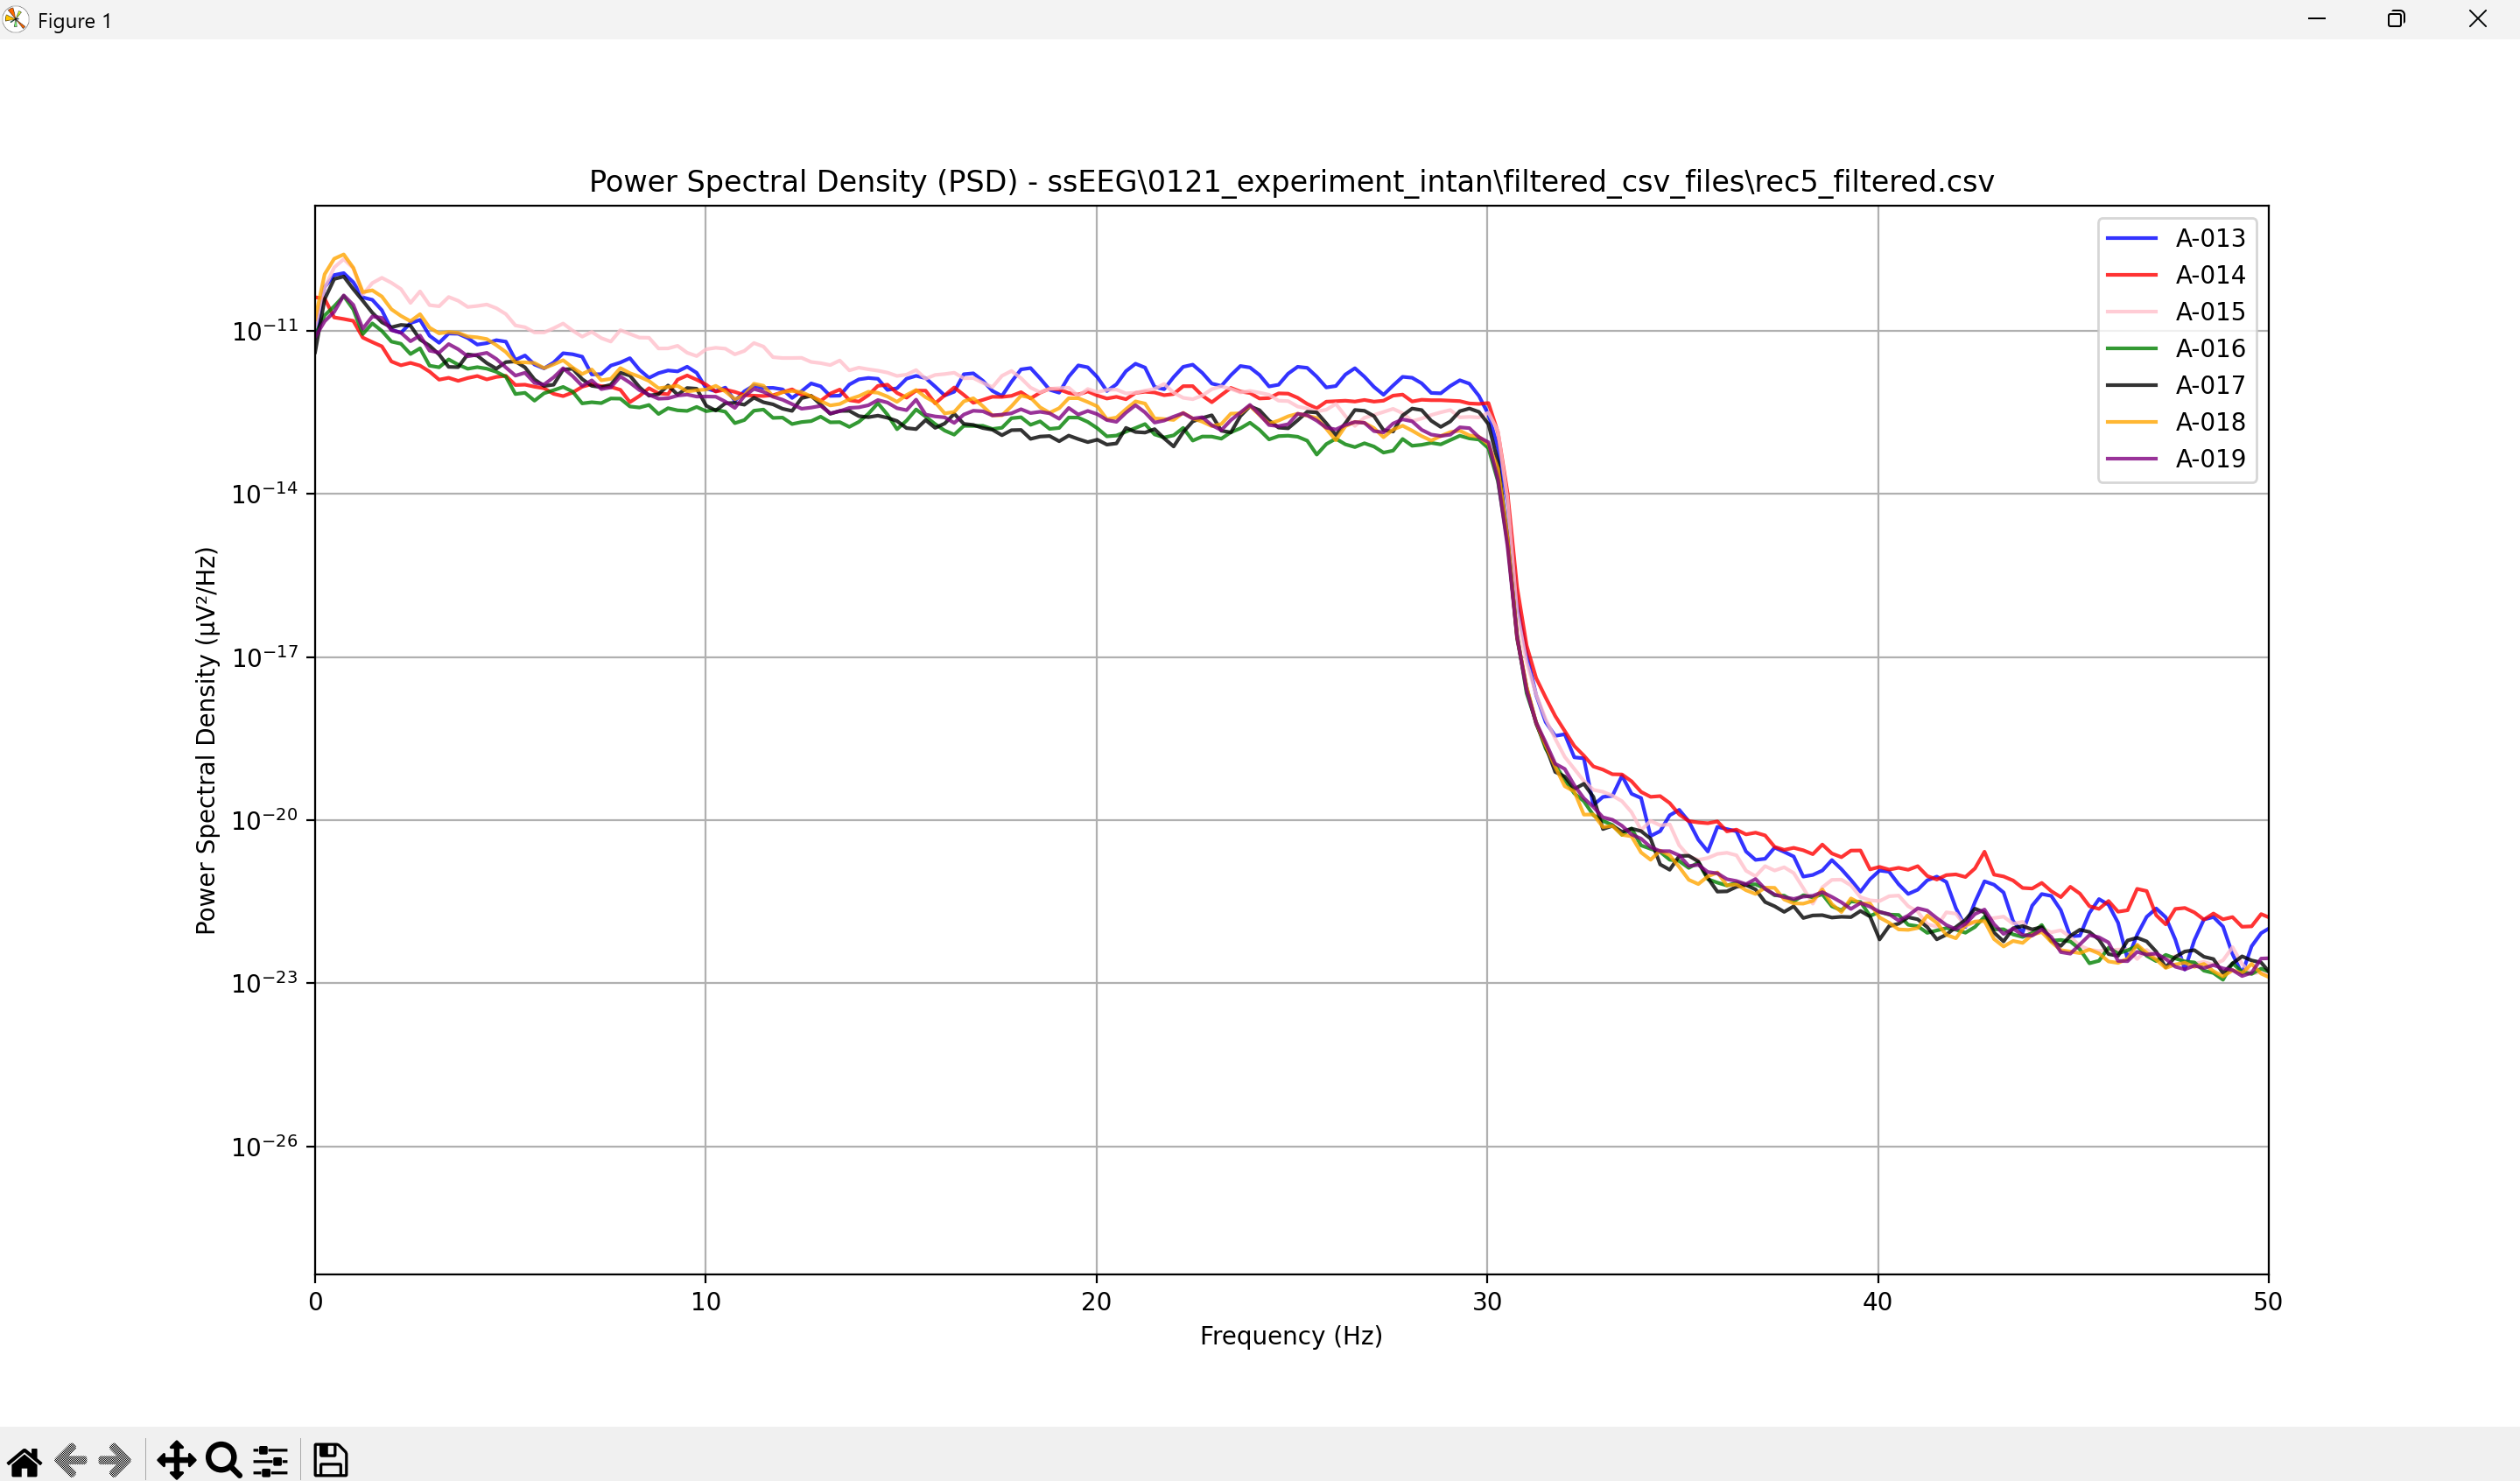 Figure 1
Power Spectral Density (PSD) - ssEEG\0121_experiment_intan\filtered_csv_files\rec5_filtered.csv
A-013
A-014
A-015
A-016
A-017
A-018
A-019
Power Spectral Density (μV²/Hz)
10⁻¹¹
10⁻¹⁴
10⁻¹⁷
10⁻²⁰
10⁻²³
10⁻²⁶
0 10 20 30 40 50
Frequency (Hz)